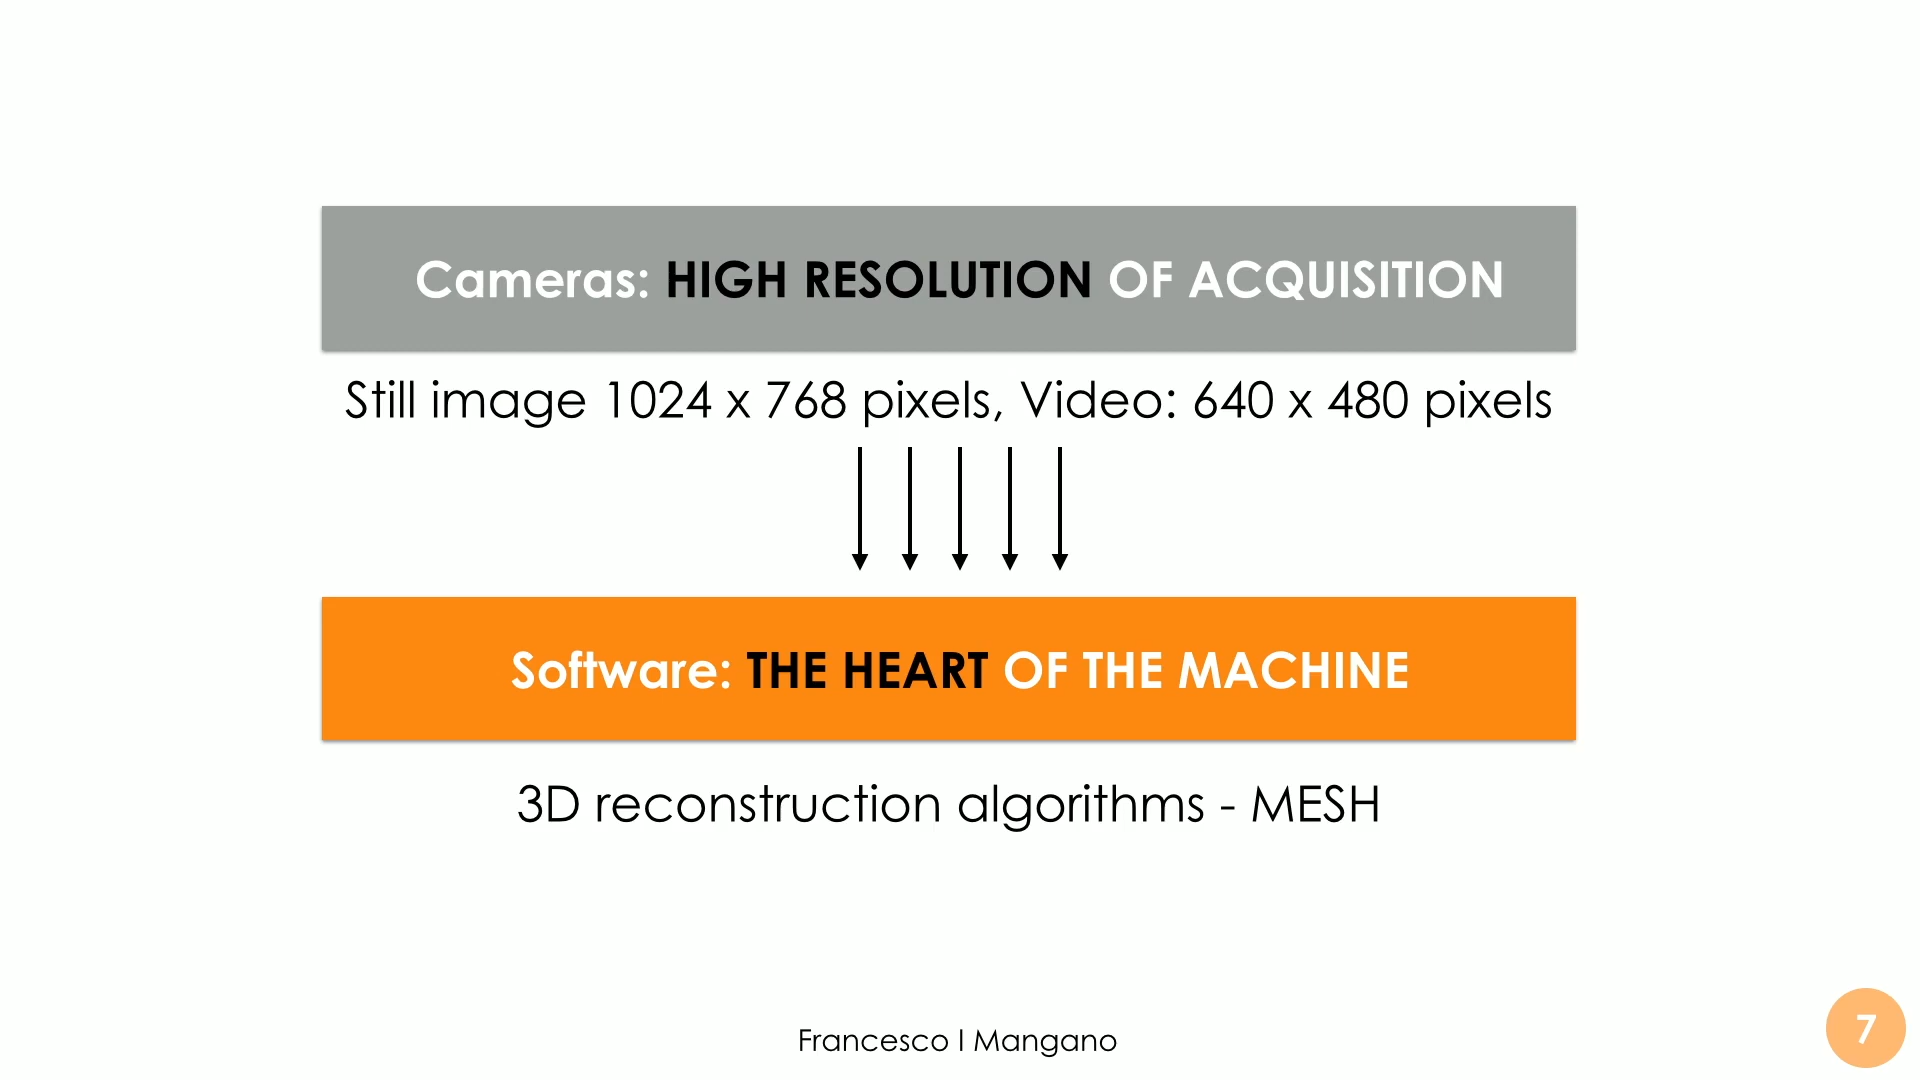 Cameras: HIGH RESOLUTION OF ACQUISITION
Still image 1024 x 768 pixels, Video: 640 x 480 pixels
Software: THE HEART OF THE MACHINE
3D reconstruction algorithms - MESH
Francesco I Mangano
7